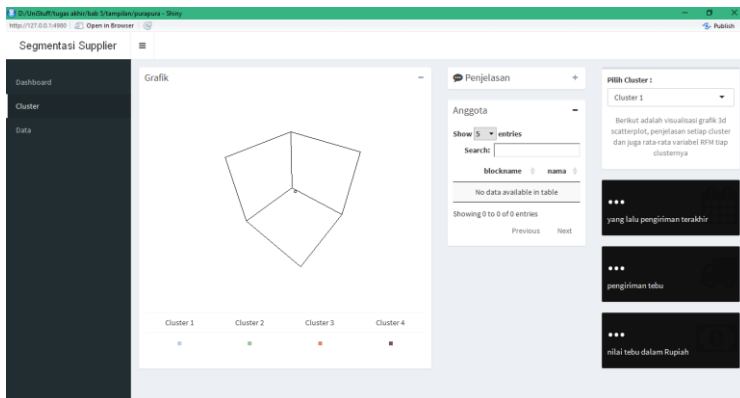 D:/UniStuff/tugas akhir/bab 5/tampilan/purapura - Shiny
http://127.0.0.1:4980 Open in Browser Publish
Segmentasi Supplier
Dashboard
Cluster
Data
Grafik
Cluster 1 Cluster 2 Cluster 3 Cluster 4
Penjelasan
Anggota
Show 5 entries
Search:
blockname nama
No data available in table
Showing 0 to 0 of 0 entries
Previous Next
Pilih Cluster :
Cluster 1
Berikut adalah visualisasi grafik 3d
scatterplot, penjelasan setiap cluster
dan juga rata-rata variabel RFM tiap
clusternya
...
yang lalu pengiriman terakhir
...
pengiriman tebu
...
nilai tebu dalam Rupiah